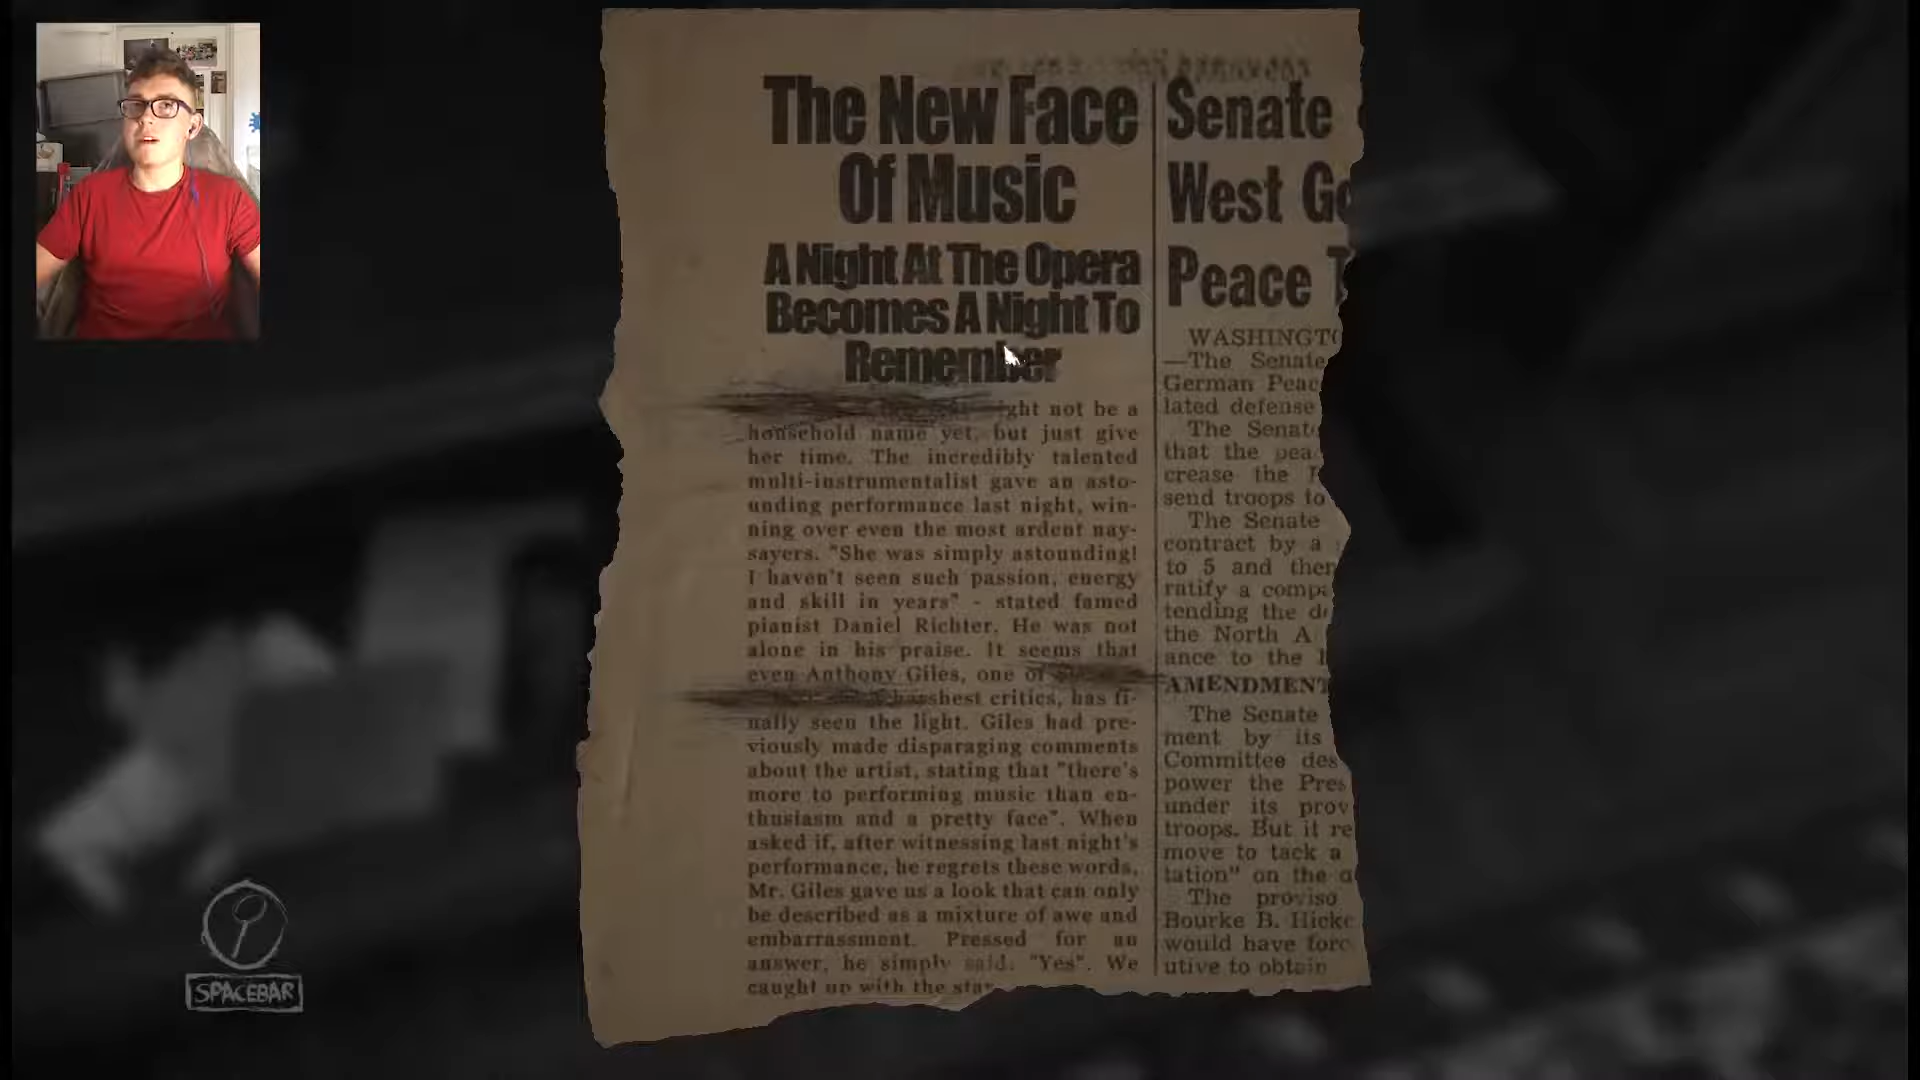 The New Face
Of Music
A Night At The Opera
Becomes A Night To
Remember
not be a
household name yet, but just give
her time. The incredibly talented
multi-instrumentalist gave an asto-
unding performance last night, win-
ning over even the most ardent nay-
sayers. "She was simply astounding!
I haven't seen such passion, energy
and skill in years" - stated famed
pianist Daniel Richter. He was not
alone in his praise. It seems that
even Anthony Giles, one of
harshest critics, has fi-
nally seen the light. Giles had pre-
viously made disparaging comments
about the artist, stating that "there's
more to performing music than en-
thusiasm and a pretty face". When
asked if, after witnessing last night's
performance, he regrets these words,
Mr. Giles gave us a look that can only
be described as a mixture of awe and
embarrassment. Pressed for an
answer, he simply said: "Yes". We
caught up with the star
Senate
West
Peace
WASHINGT
—The Senate
German Peac
lated defense
The Senat
that the pea
crease the
send troops to
The Senate
contract by a
to 5 and then
ratify a comp
tending the d
the North A
ance to the
AMENDMENT
The Senate
ment by its
Committee des
power the Pres
under its prov
troops. But it re
move to tack a
tation" on the
The proviso
Bourke B. Hicke
would have forc
utive to obtain
SPACEBAR